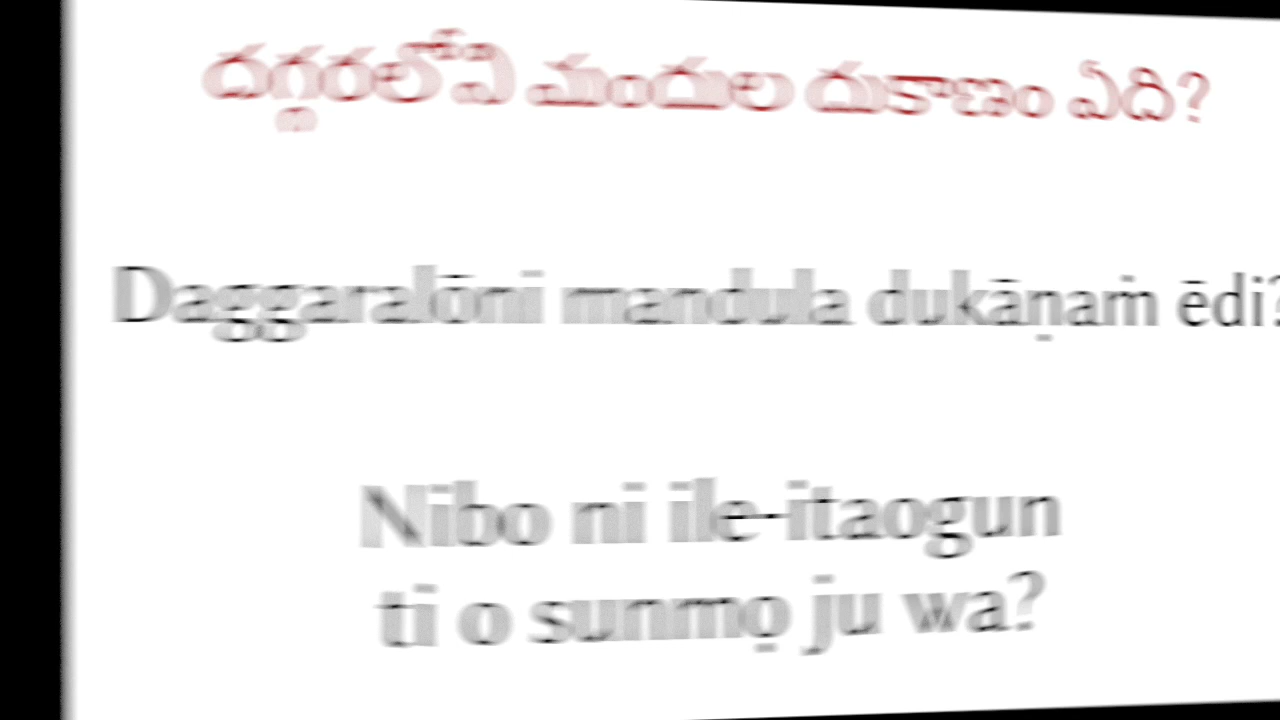 దగ్గరలోని మందుల దుకాణం ఏది?
Daggaralōni mandula dukāṇaṁ ēdi?
Nibo ni ile-itaogun
ti o sunmọ ju wa?